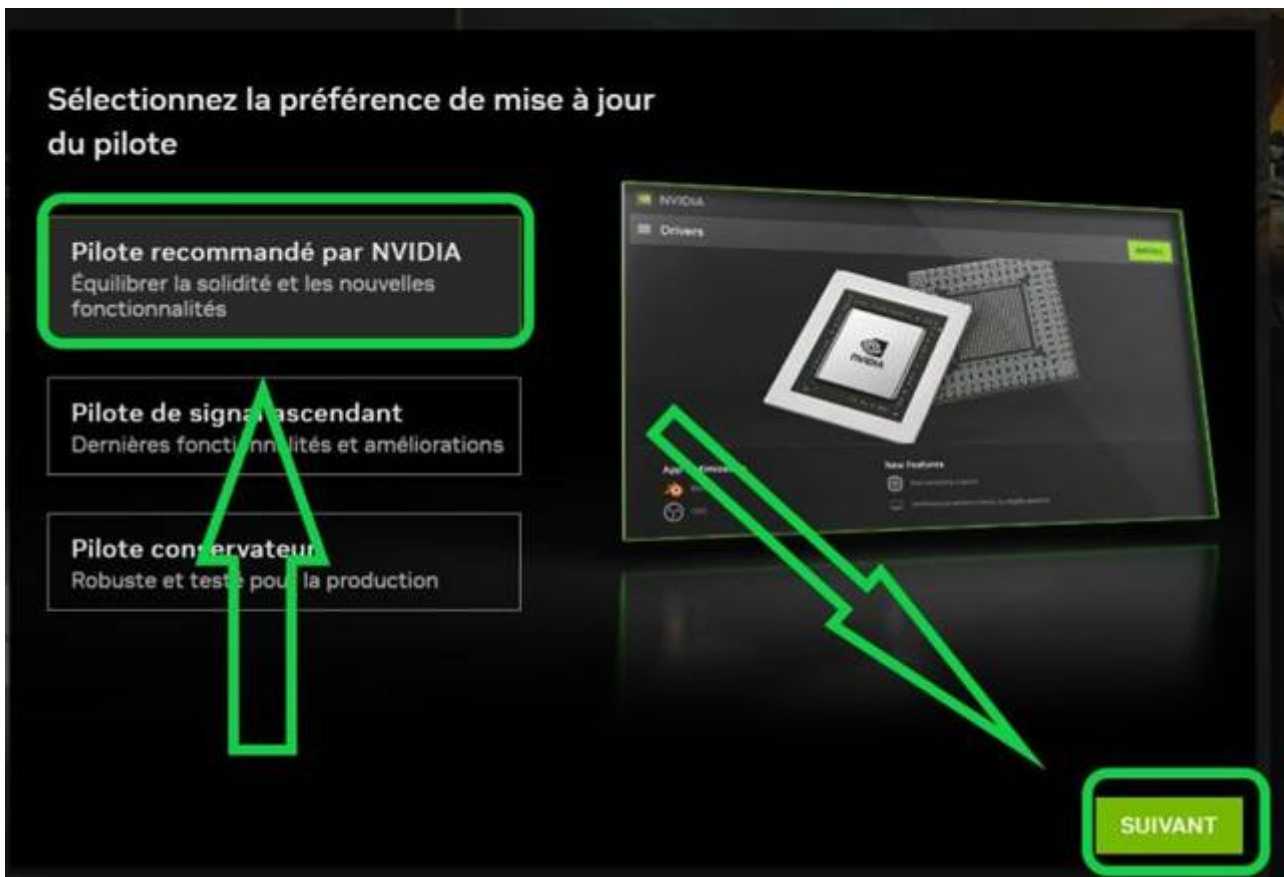 Sélectionnez la préférence de mise à jour
du pilote
Pilote recommandé par NVIDIA
Équilibrer la solidité et les nouvelles
fonctionnalités
Pilote de signal ascendant
Dernières fonctionnalités et améliorations
Pilote conservateur
Robuste et testé pour la production
NVIDIA
Drivers
NVIDIA
New Features
SUIVANT